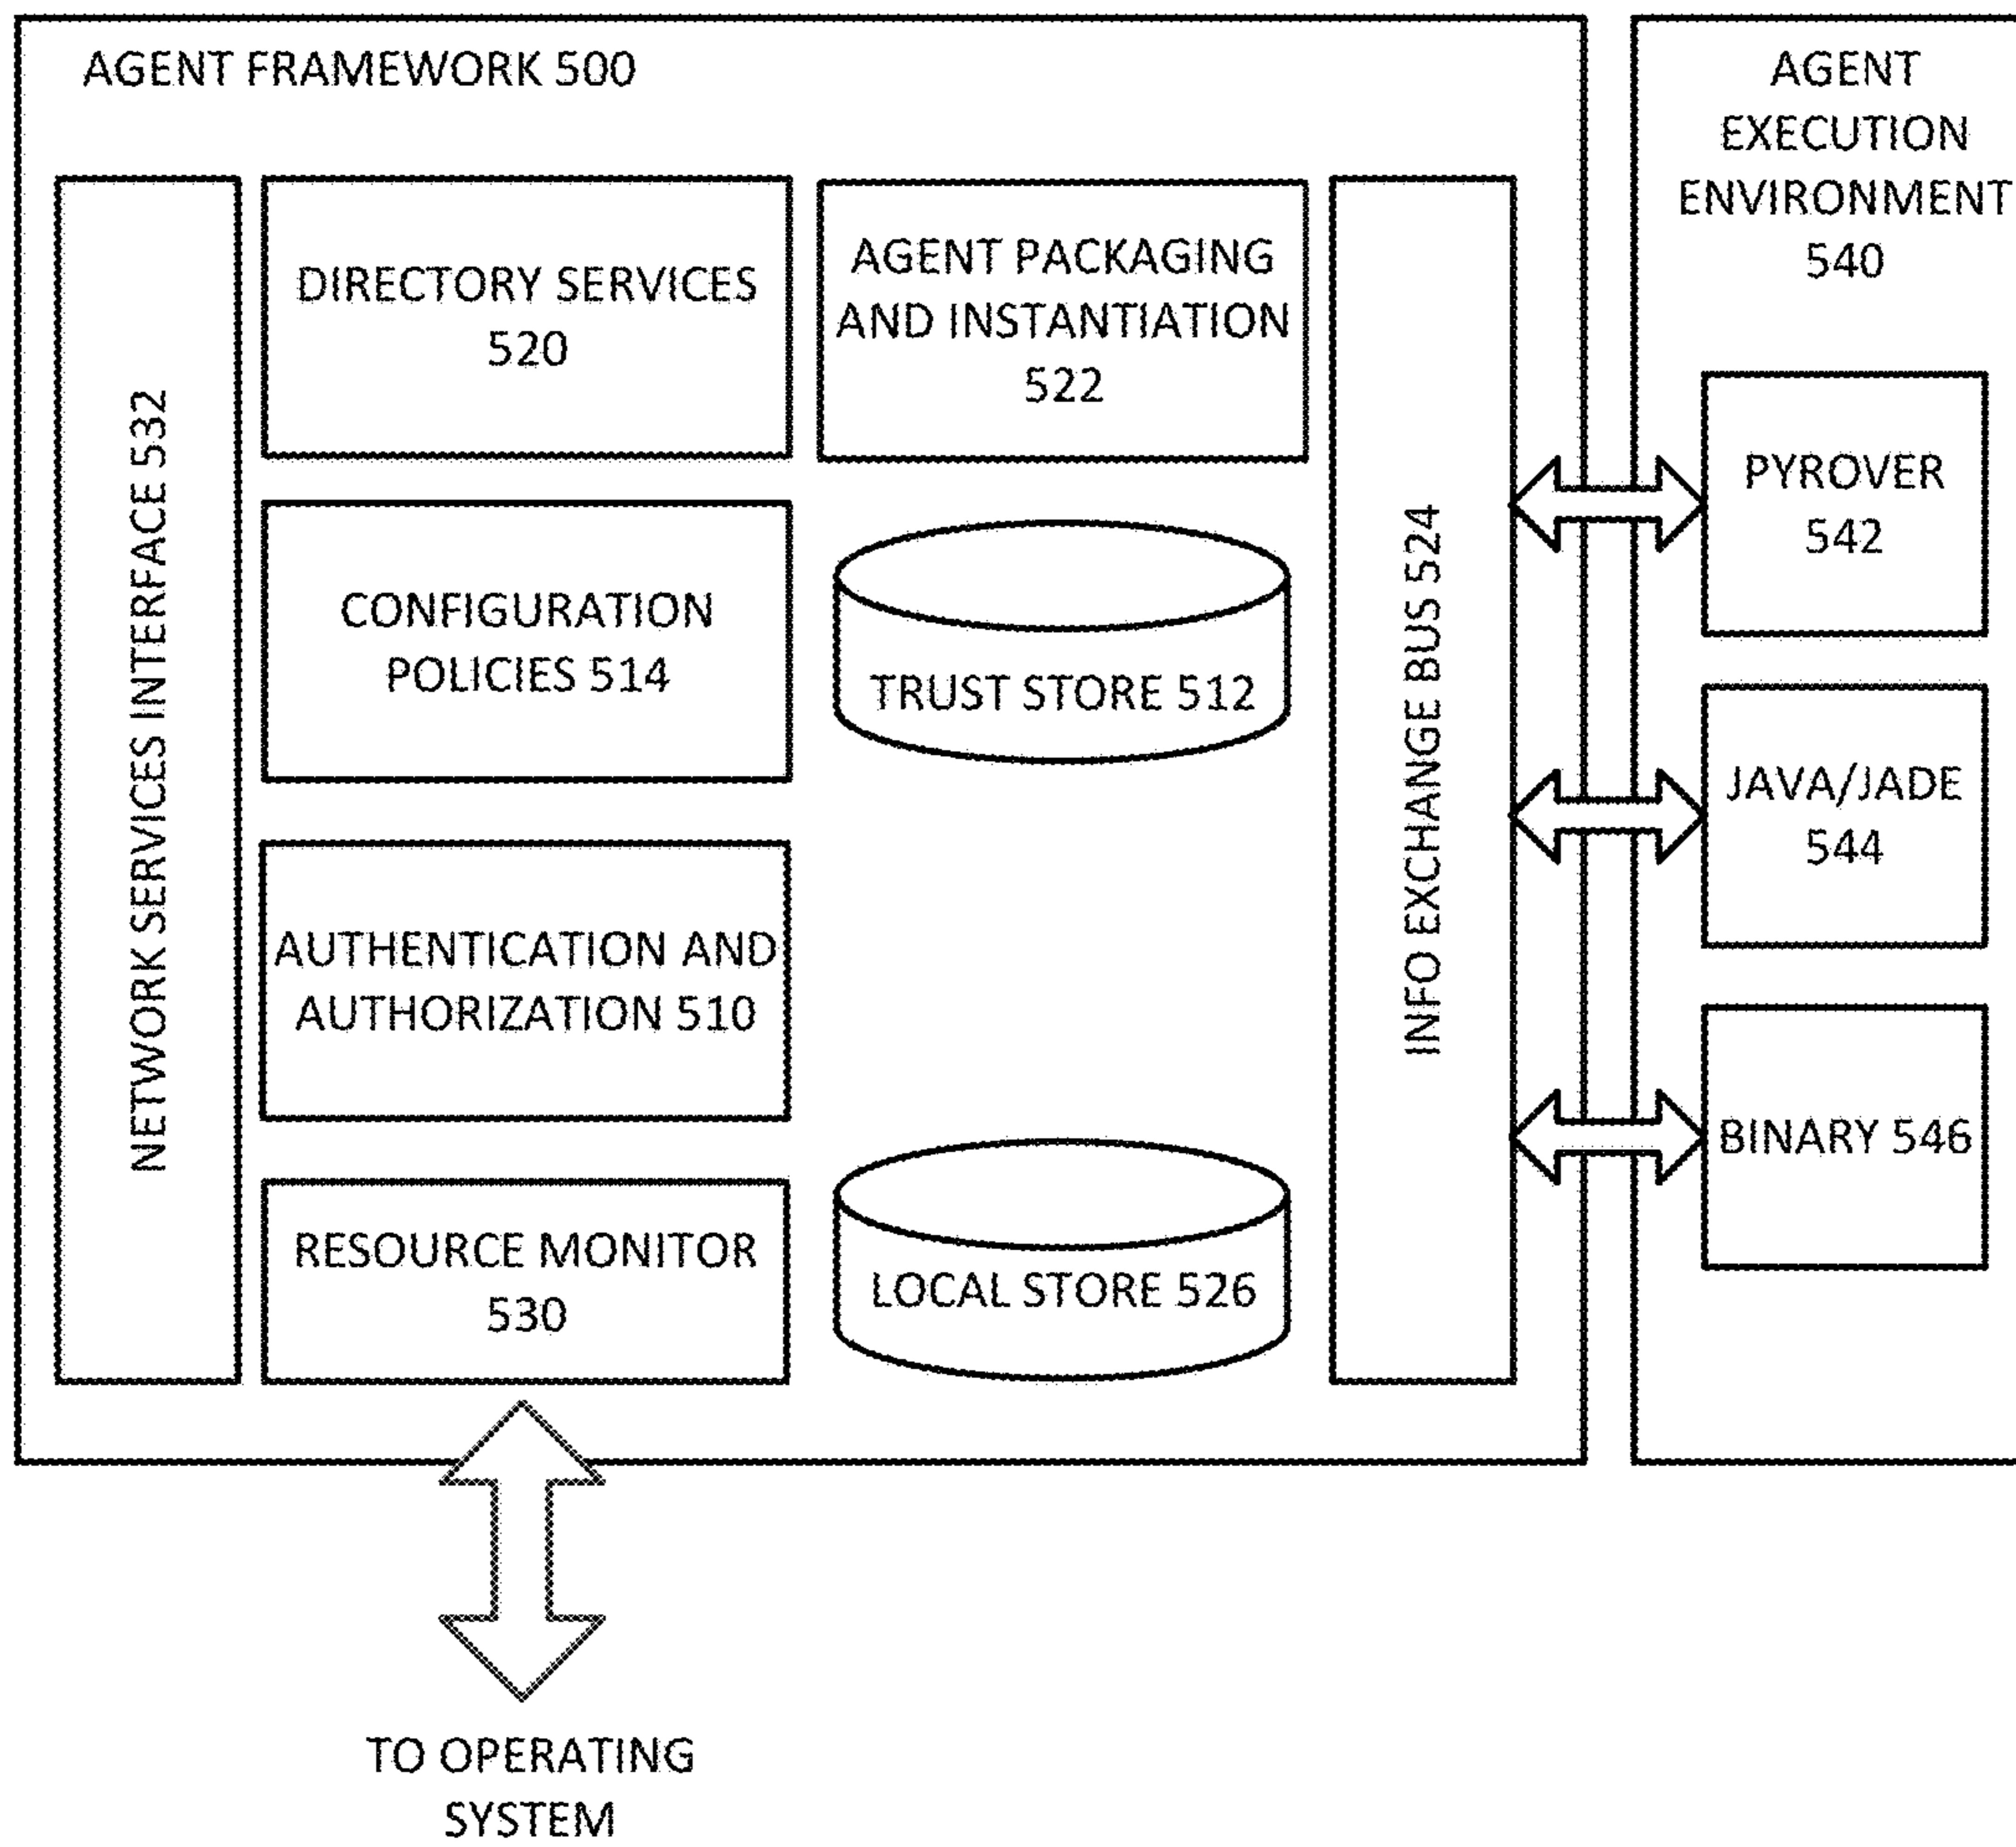 AGENT FRAMEWORK 500
NETWORK SERVICES INTERFACE 532
DIRECTORY SERVICES
520
AGENT PACKAGING
AND INSTANTIATION
522
CONFIGURATION
POLICIES 514
TRUST STORE 512
AUTHENTICATION AND
AUTHORIZATION 510
RESOURCE MONITOR
530
LOCAL STORE 526
INFO EXCHANGE BUS 524
AGENT
EXECUTION
ENVIRONMENT
540
PYROVER
542
JAVA/JADE
544
BINARY 546
TO OPERATING
SYSTEM